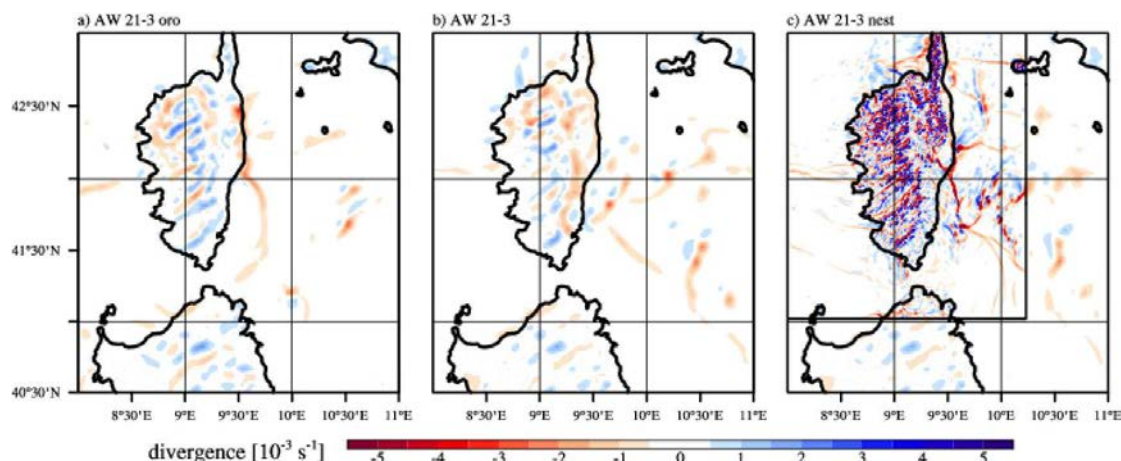 a) AW 21-3 oro
b) AW 21-3
c) AW 21-3 nest
42°30'N
41°30'N
40°30'N
8°30'E 9°E 9°30'E 10°E 10°30'E 11°E
8°30'E 9°E 9°30'E 10°E 10°30'E 11°E
8°30'E 9°E 9°30'E 10°E 10°30'E 11°E
divergence [10⁻³ s⁻¹]
-5 -4 -3 -2 -1 0 1 2 3 4 5